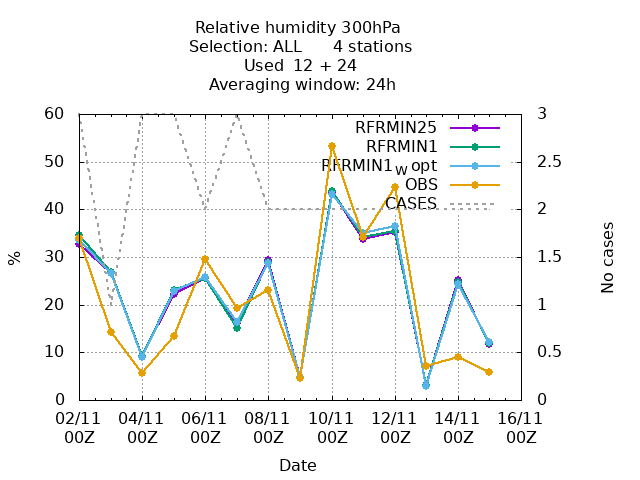 Relative humidity 300hPa
Selection: ALL 4 stations
Used 12 + 24
Averaging window: 24h
60
50
40
30
20
10
0
3
2.5
2
1.5
1
0.5
0
RFRMIN25
RFRMIN1
RFRMIN1_W opt
OBS
CASES
%
No cases
02/11 04/11 06/11 08/11 10/11 12/11 14/11 16/11
00Z 00Z 00Z 00Z 00Z 00Z 00Z 00Z
Date